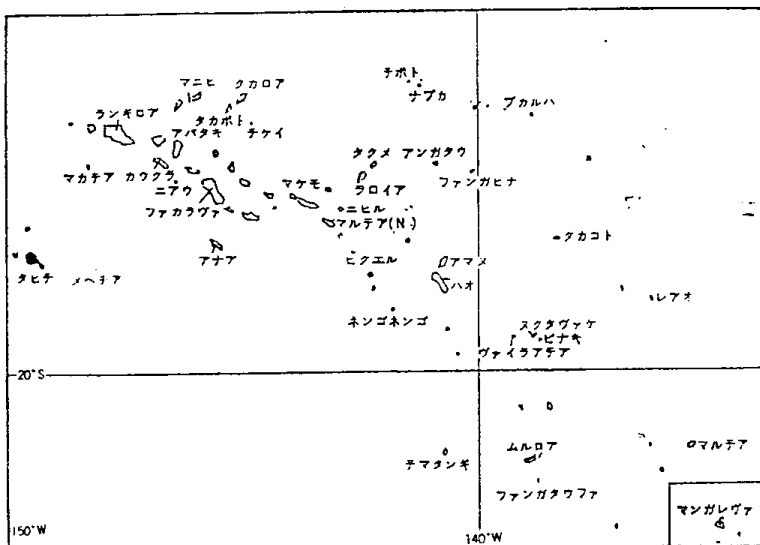 テポト
マニヒ クカロア
ナプカ
プカルハ
ランギロア
タカポト
チケイ
アパタキ
タクメ アンガタウ
マカテア カウクラ
ニアウ
マケモ
ラロイア
ファンガヒナ
ファカラヴァ
ニヒル
マルテア(N.)
クカコト
アナア
ヒクエル
アマメ
タヒチ メヘチア
ハオ
レアオ
ネンゴネンゴ
ヌクタヴァケ
ピナキ
ヴァイラアテア
20°S
テマタンギ
ムルロア
マルテア
ファンガタウファ
マンガレヴァ
150°W
140°W